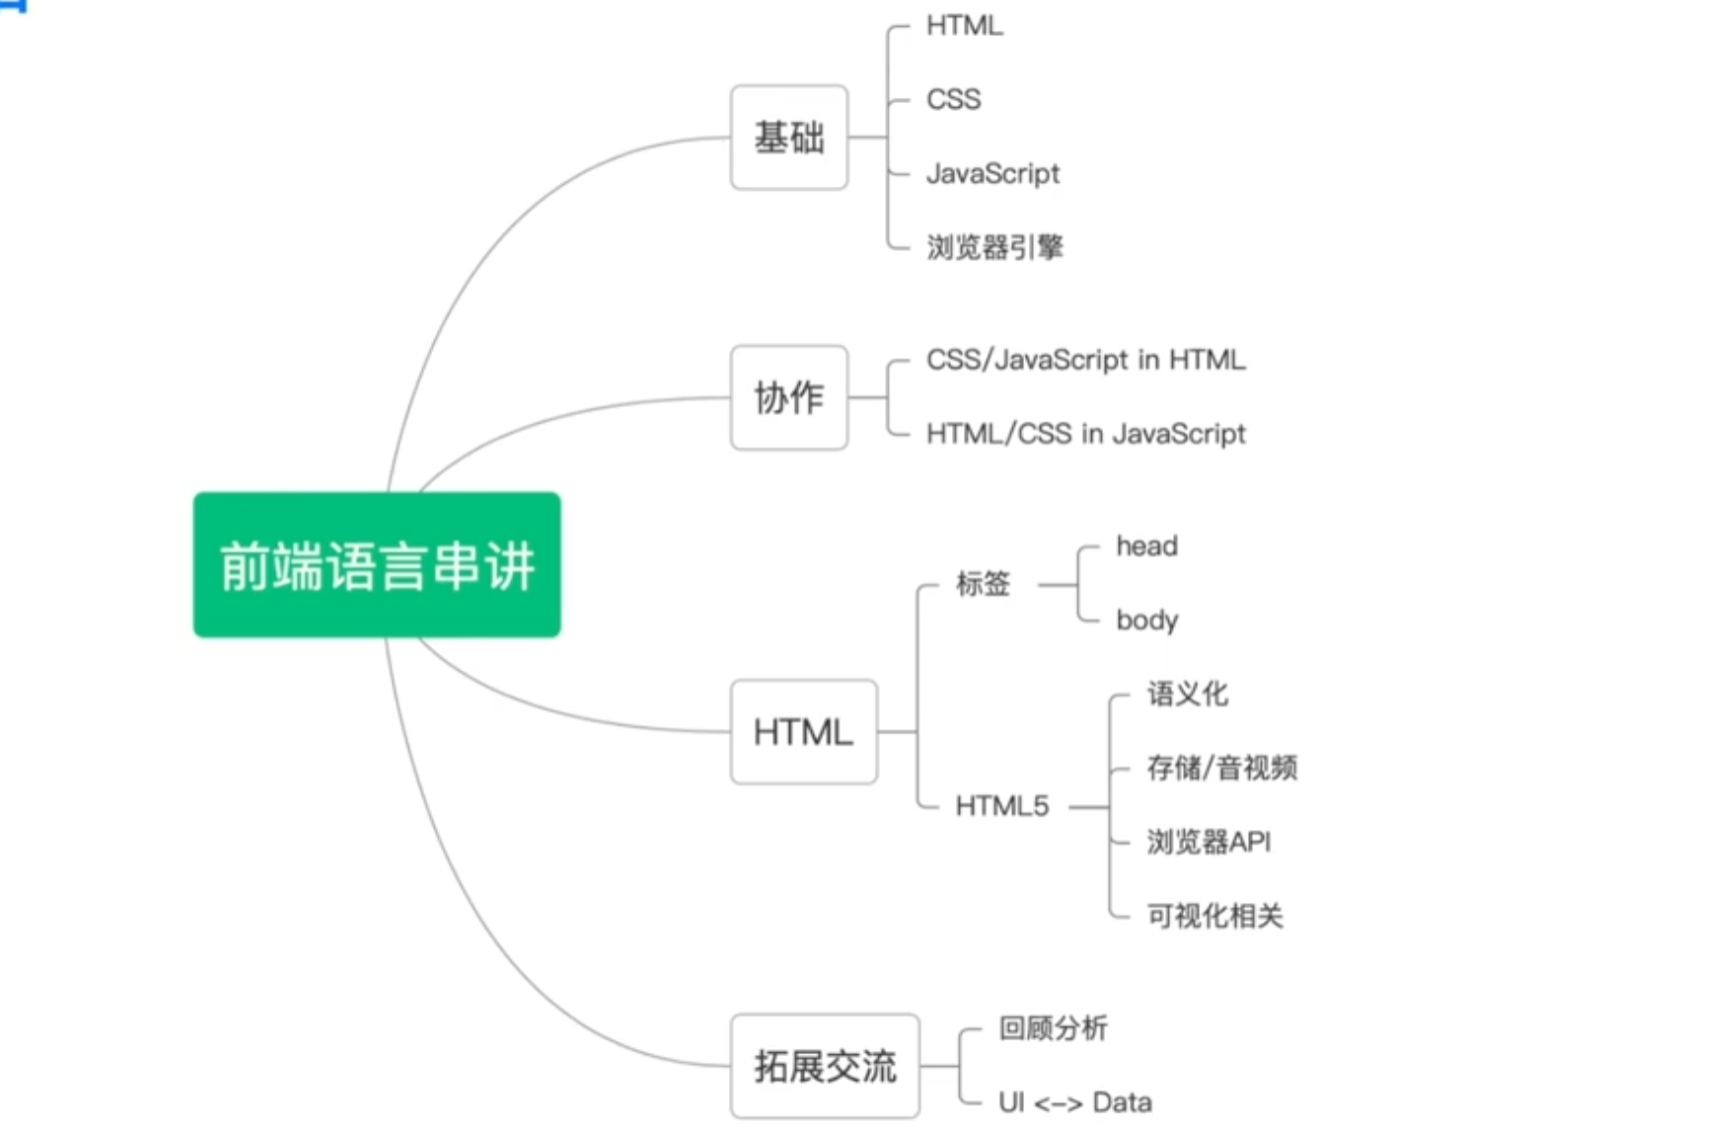 HTML
CSS
基础
JavaScript
浏览器引擎
CSS/JavaScript in HTML
协作
HTML/CSS in JavaScript
前端语言串讲
head
标签
body
语义化
HTML
存储/音视频
HTML5
浏览器API
可视化相关
回顾分析
拓展交流
UI <-> Data